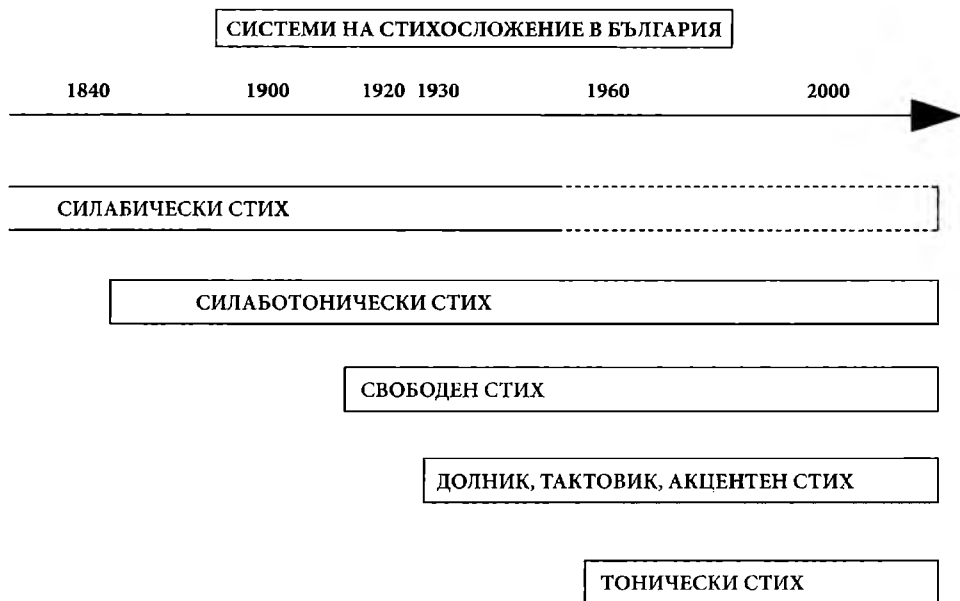 СИСТЕМИ НА СТИХОСЛОЖЕНИЕ В БЪЛГАРИЯ
1840 1900 1920 1930 1960 2000
СИЛАБИЧЕСКИ СТИХ
СИЛАБОТОНИЧЕСКИ СТИХ
СВОБОДЕН СТИХ
ДОЛНИК, ТАКТОВИК, АКЦЕНТЕН СТИХ
ТОНИЧЕСКИ СТИХ